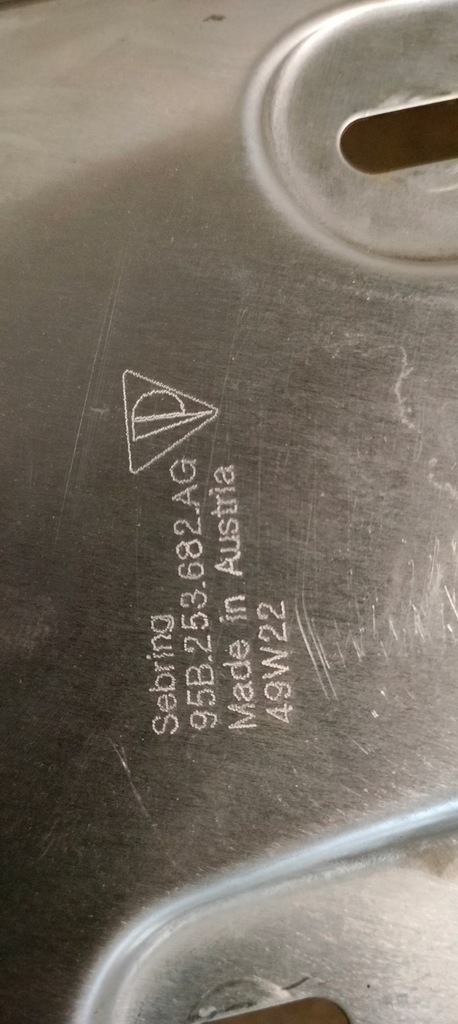 Sebring
95B.253.682.AG
Made in Austria
49W22